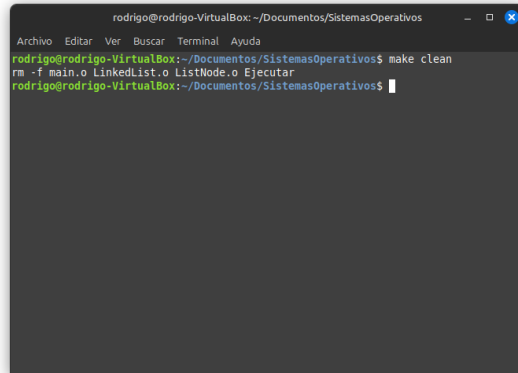 rodrigo@rodrigo-VirtualBox: ~/Documentos/SistemasOperativos
Archivo Editar Ver Buscar Terminal Ayuda
rodrigo@rodrigo-VirtualBox:~/Documentos/SistemasOperativos$ make clean
rm -f main.o LinkedList.o ListNode.o Ejecutar
rodrigo@rodrigo-VirtualBox:~/Documentos/SistemasOperativos$